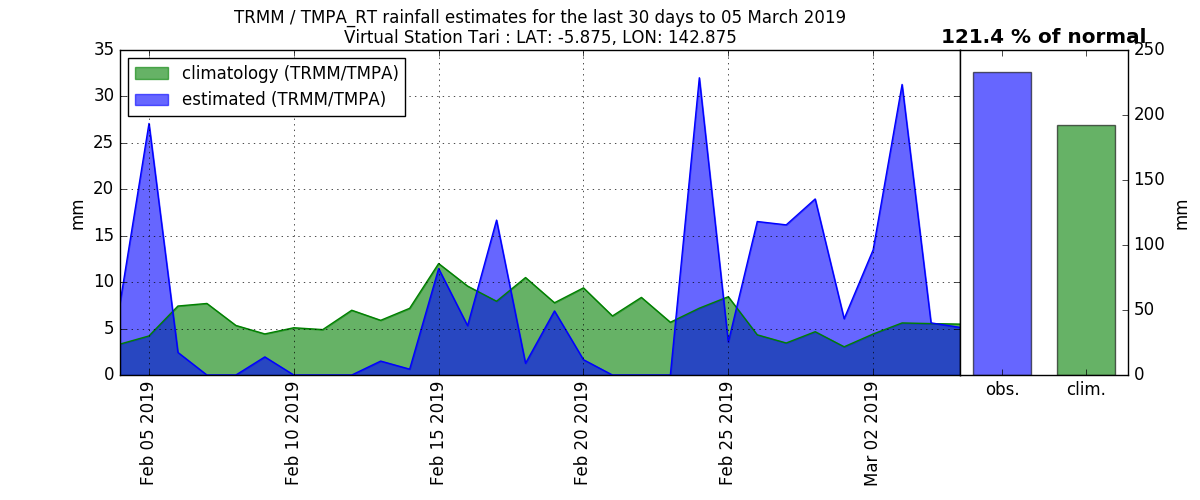 TRMM / TMPA_RT rainfall estimates for the last 30 days to 05 March 2019
Virtual Station Tari : LAT: -5.875, LON: 142.875
121.4 % of normal
climatology (TRMM/TMPA)
estimated (TRMM/TMPA)
35
30
25
20
15
10
5
0
mm
Feb 05 2019
Feb 10 2019
Feb 15 2019
Feb 20 2019
Feb 25 2019
Mar 02 2019
obs.
clim.
250
200
150
100
50
0
mm